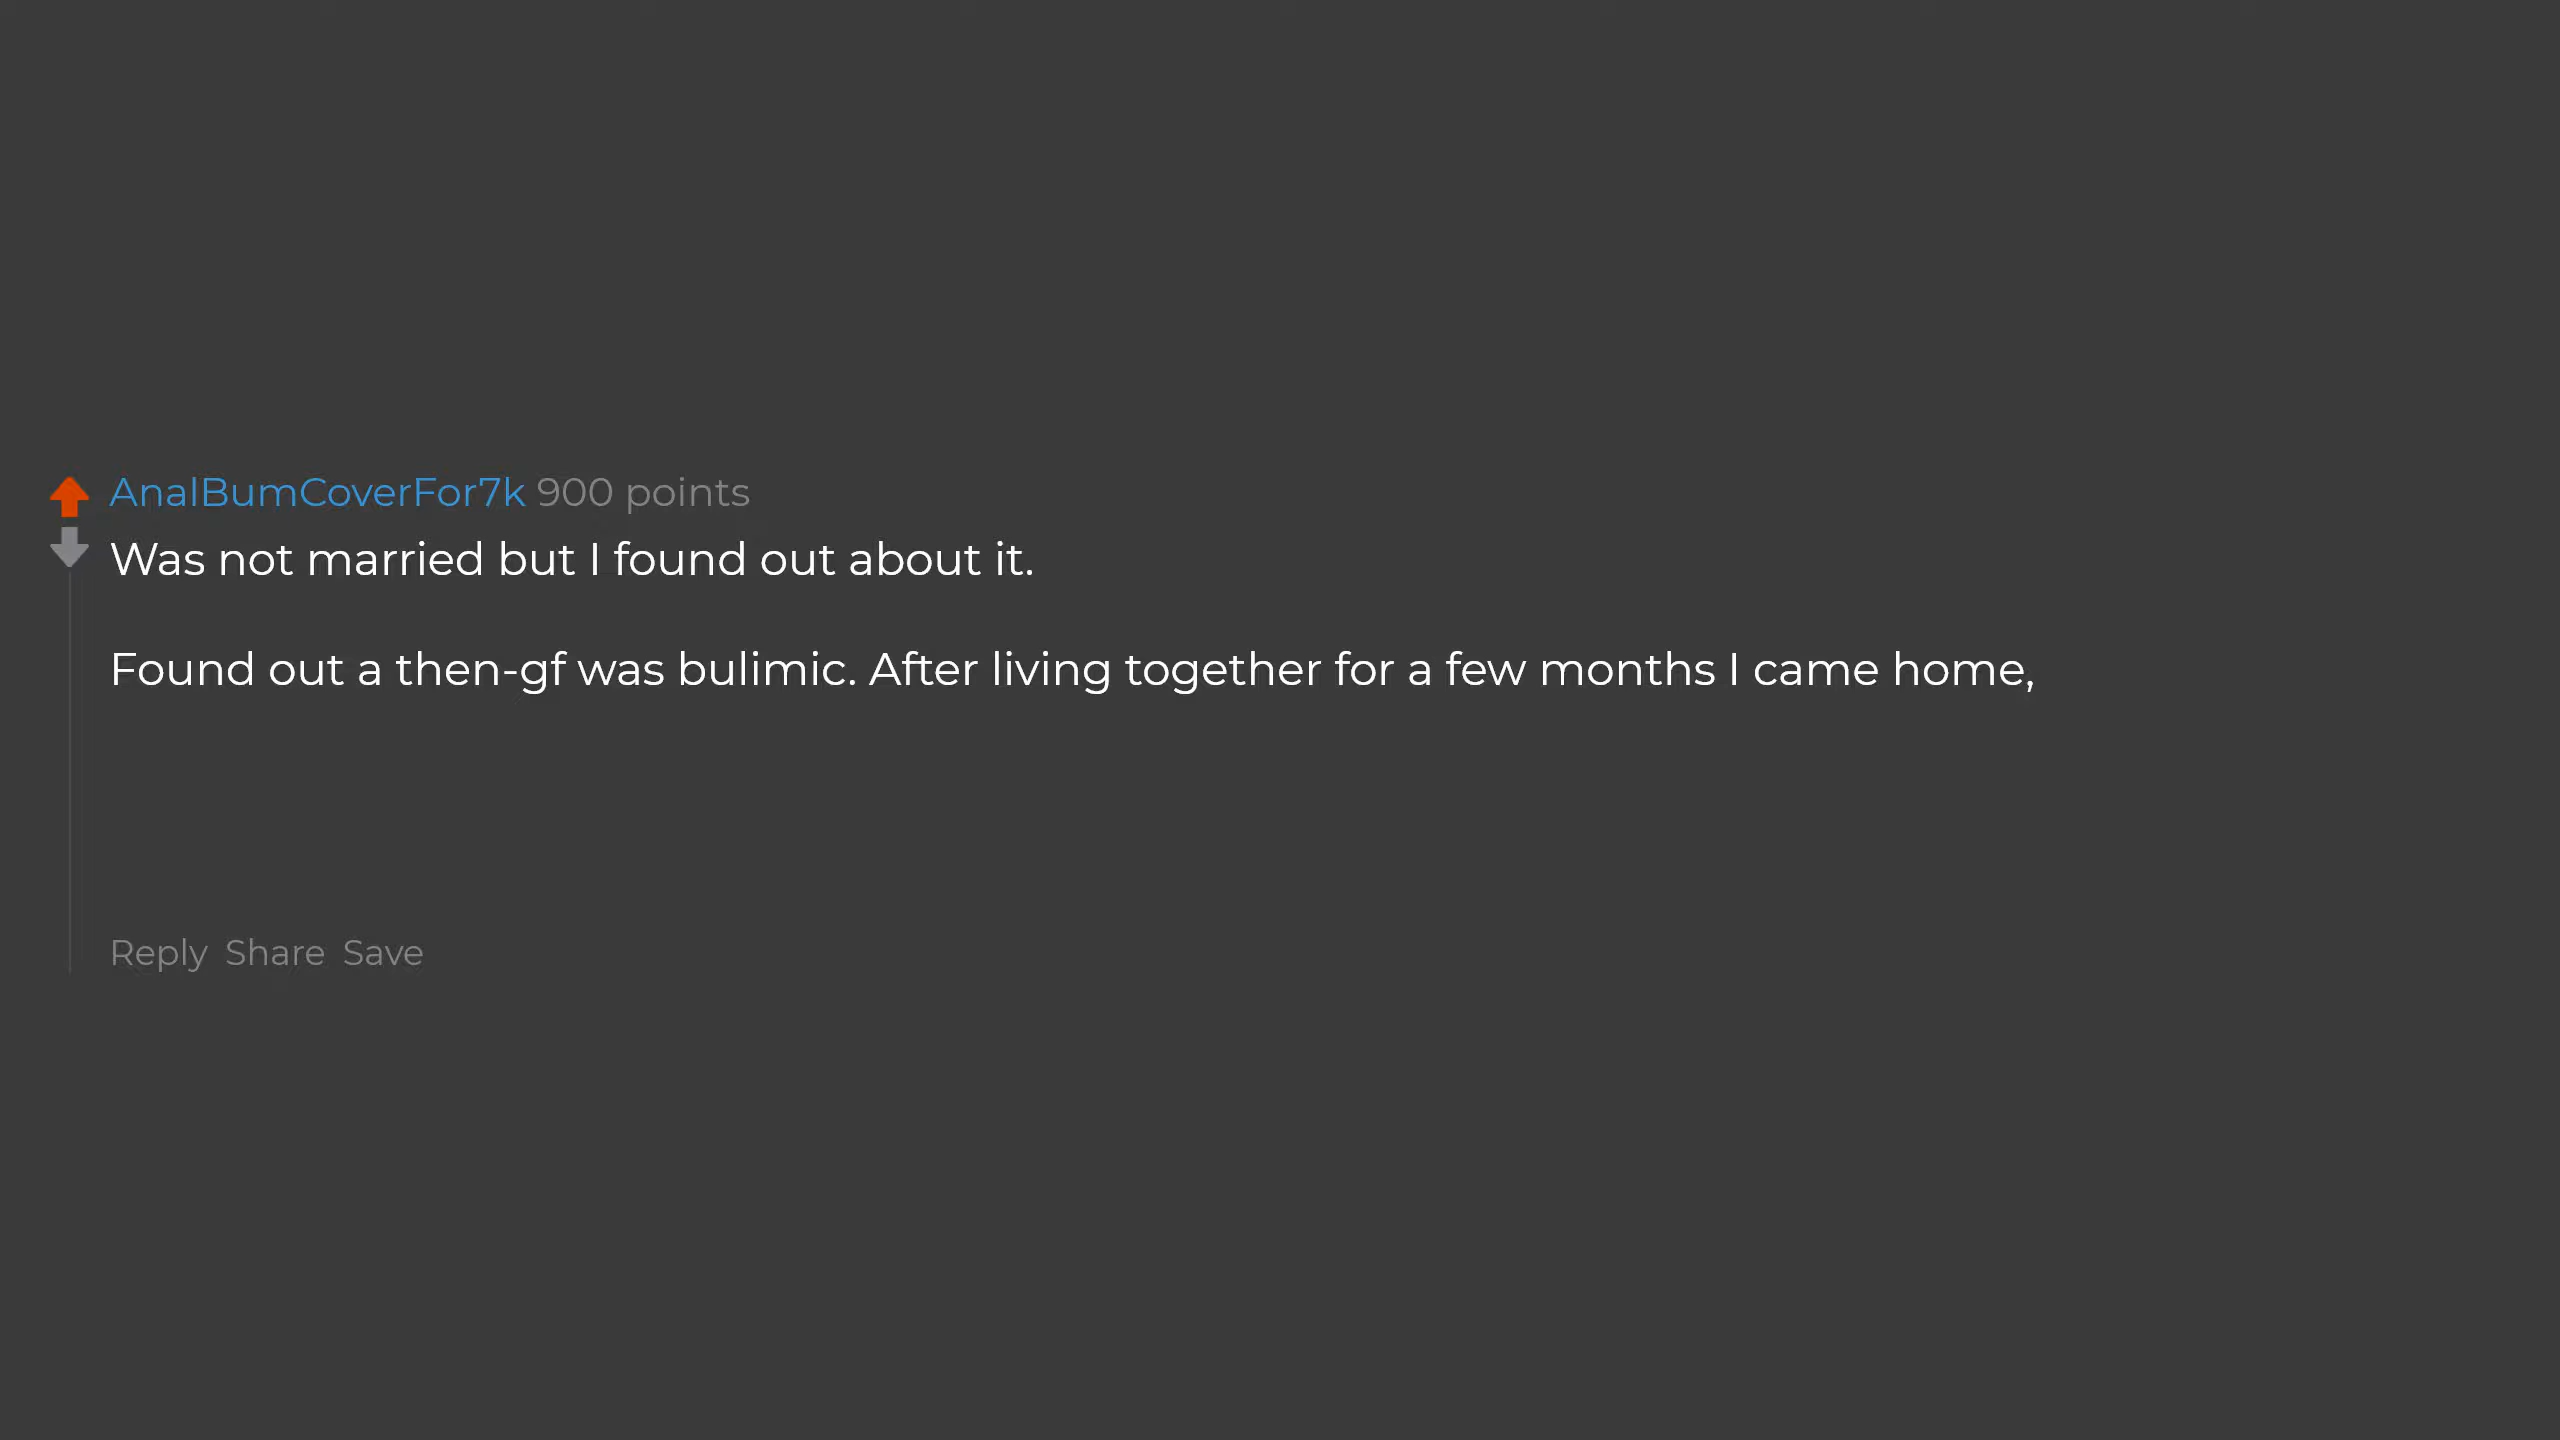 AnalBumCoverFor7k 900 points
Was not married but I found out about it.
Found out a then-gf was bulimic. After living together for a few months I came home,
Reply Share Save